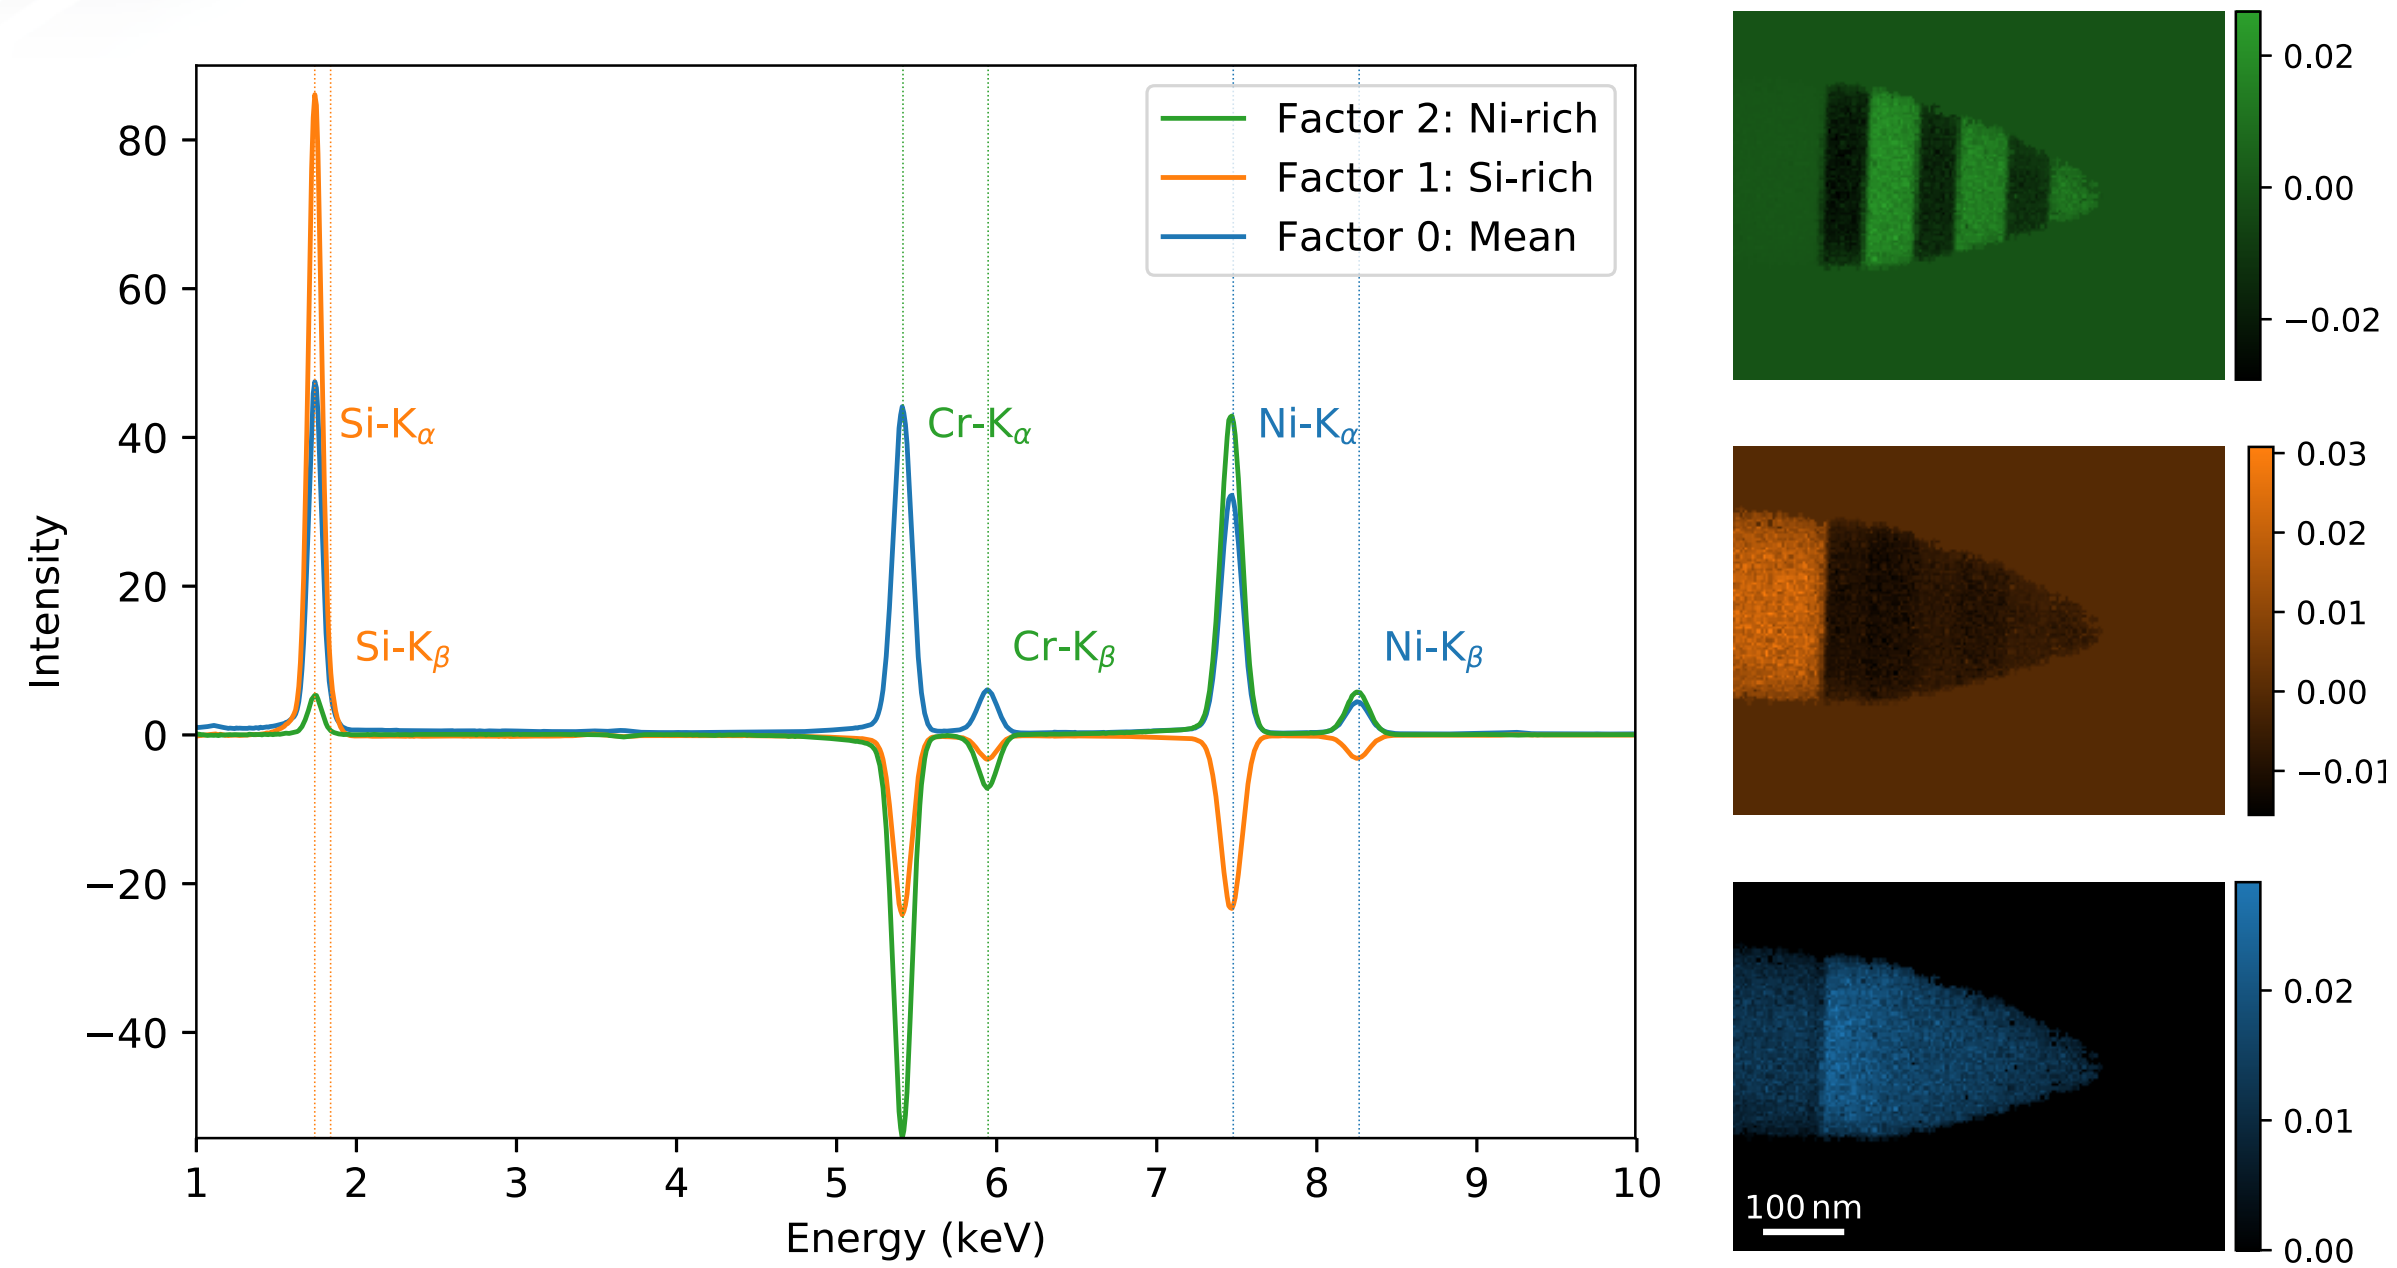 Factor 2: Ni-rich
Factor 1: Si-rich
Factor 0: Mean
Si-Kα
Cr-Kα
Ni-Kα
Si-Kβ
Cr-Kβ
Ni-Kβ
80
60
40
20
0
−20
−40
Intensity
1 2 3 4 5 6 7 8 9 10
Energy (keV)
0.02
0.00
−0.02
0.03
0.02
0.01
0.00
−0.01
0.02
0.01
0.00
100 nm